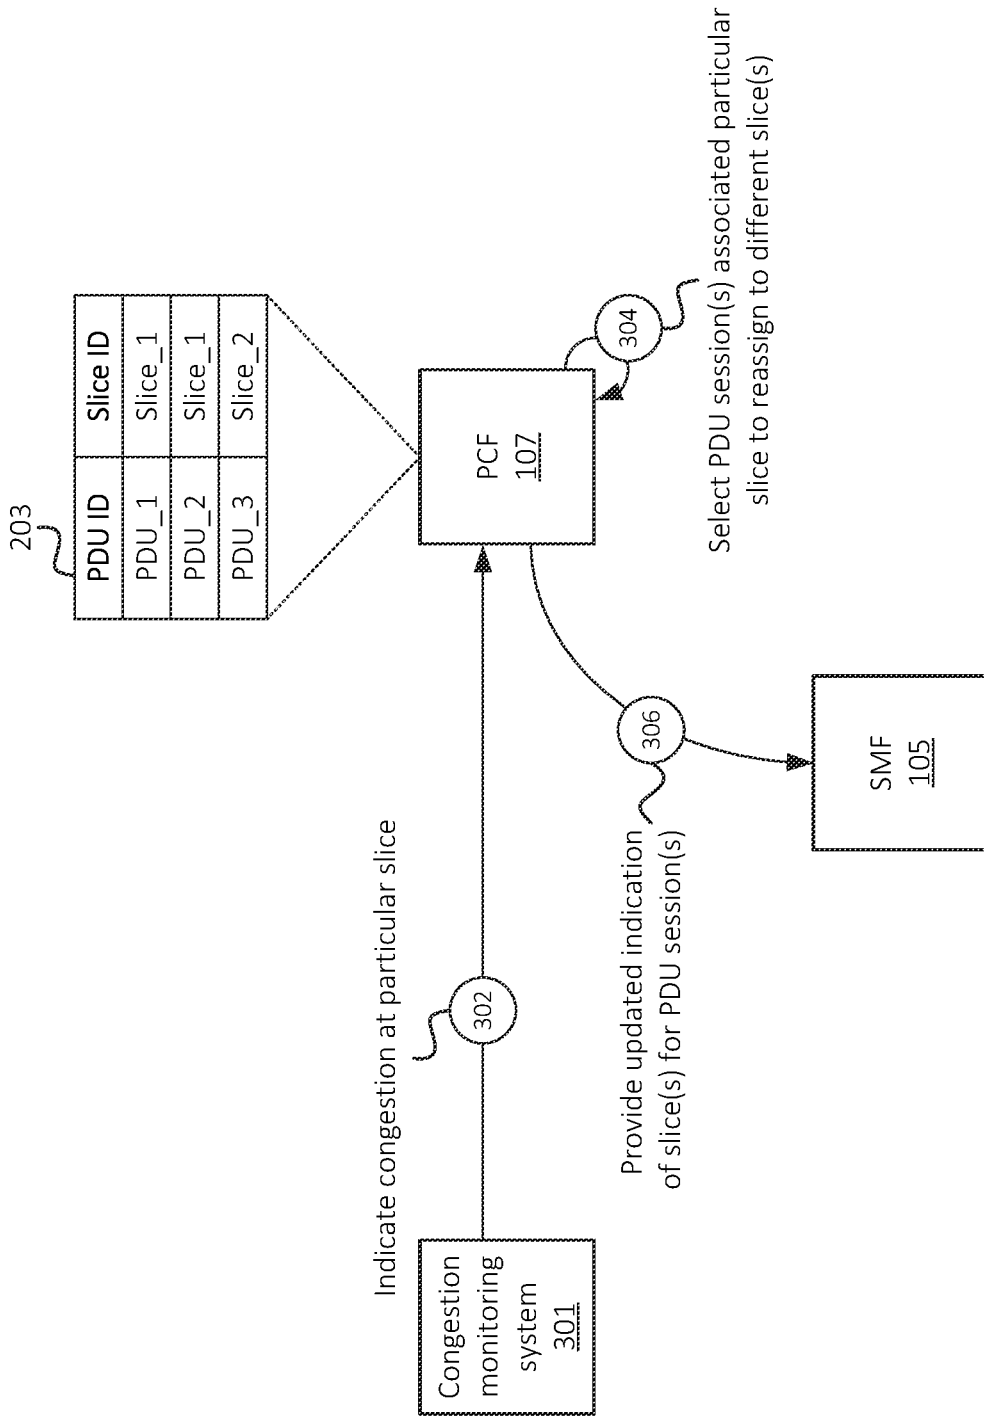 203
PDU ID Slice ID
PDU_1 Slice_1
PDU_2 Slice_1
PDU_3 Slice_2
Indicate congestion at particular slice
302
Congestion
monitoring
system
301
PCF
107
304
Select PDU session(s) associated particular
slice to reassign to different slice(s)
306
Provide updated indication
of slice(s) for PDU session(s)
SMF
105